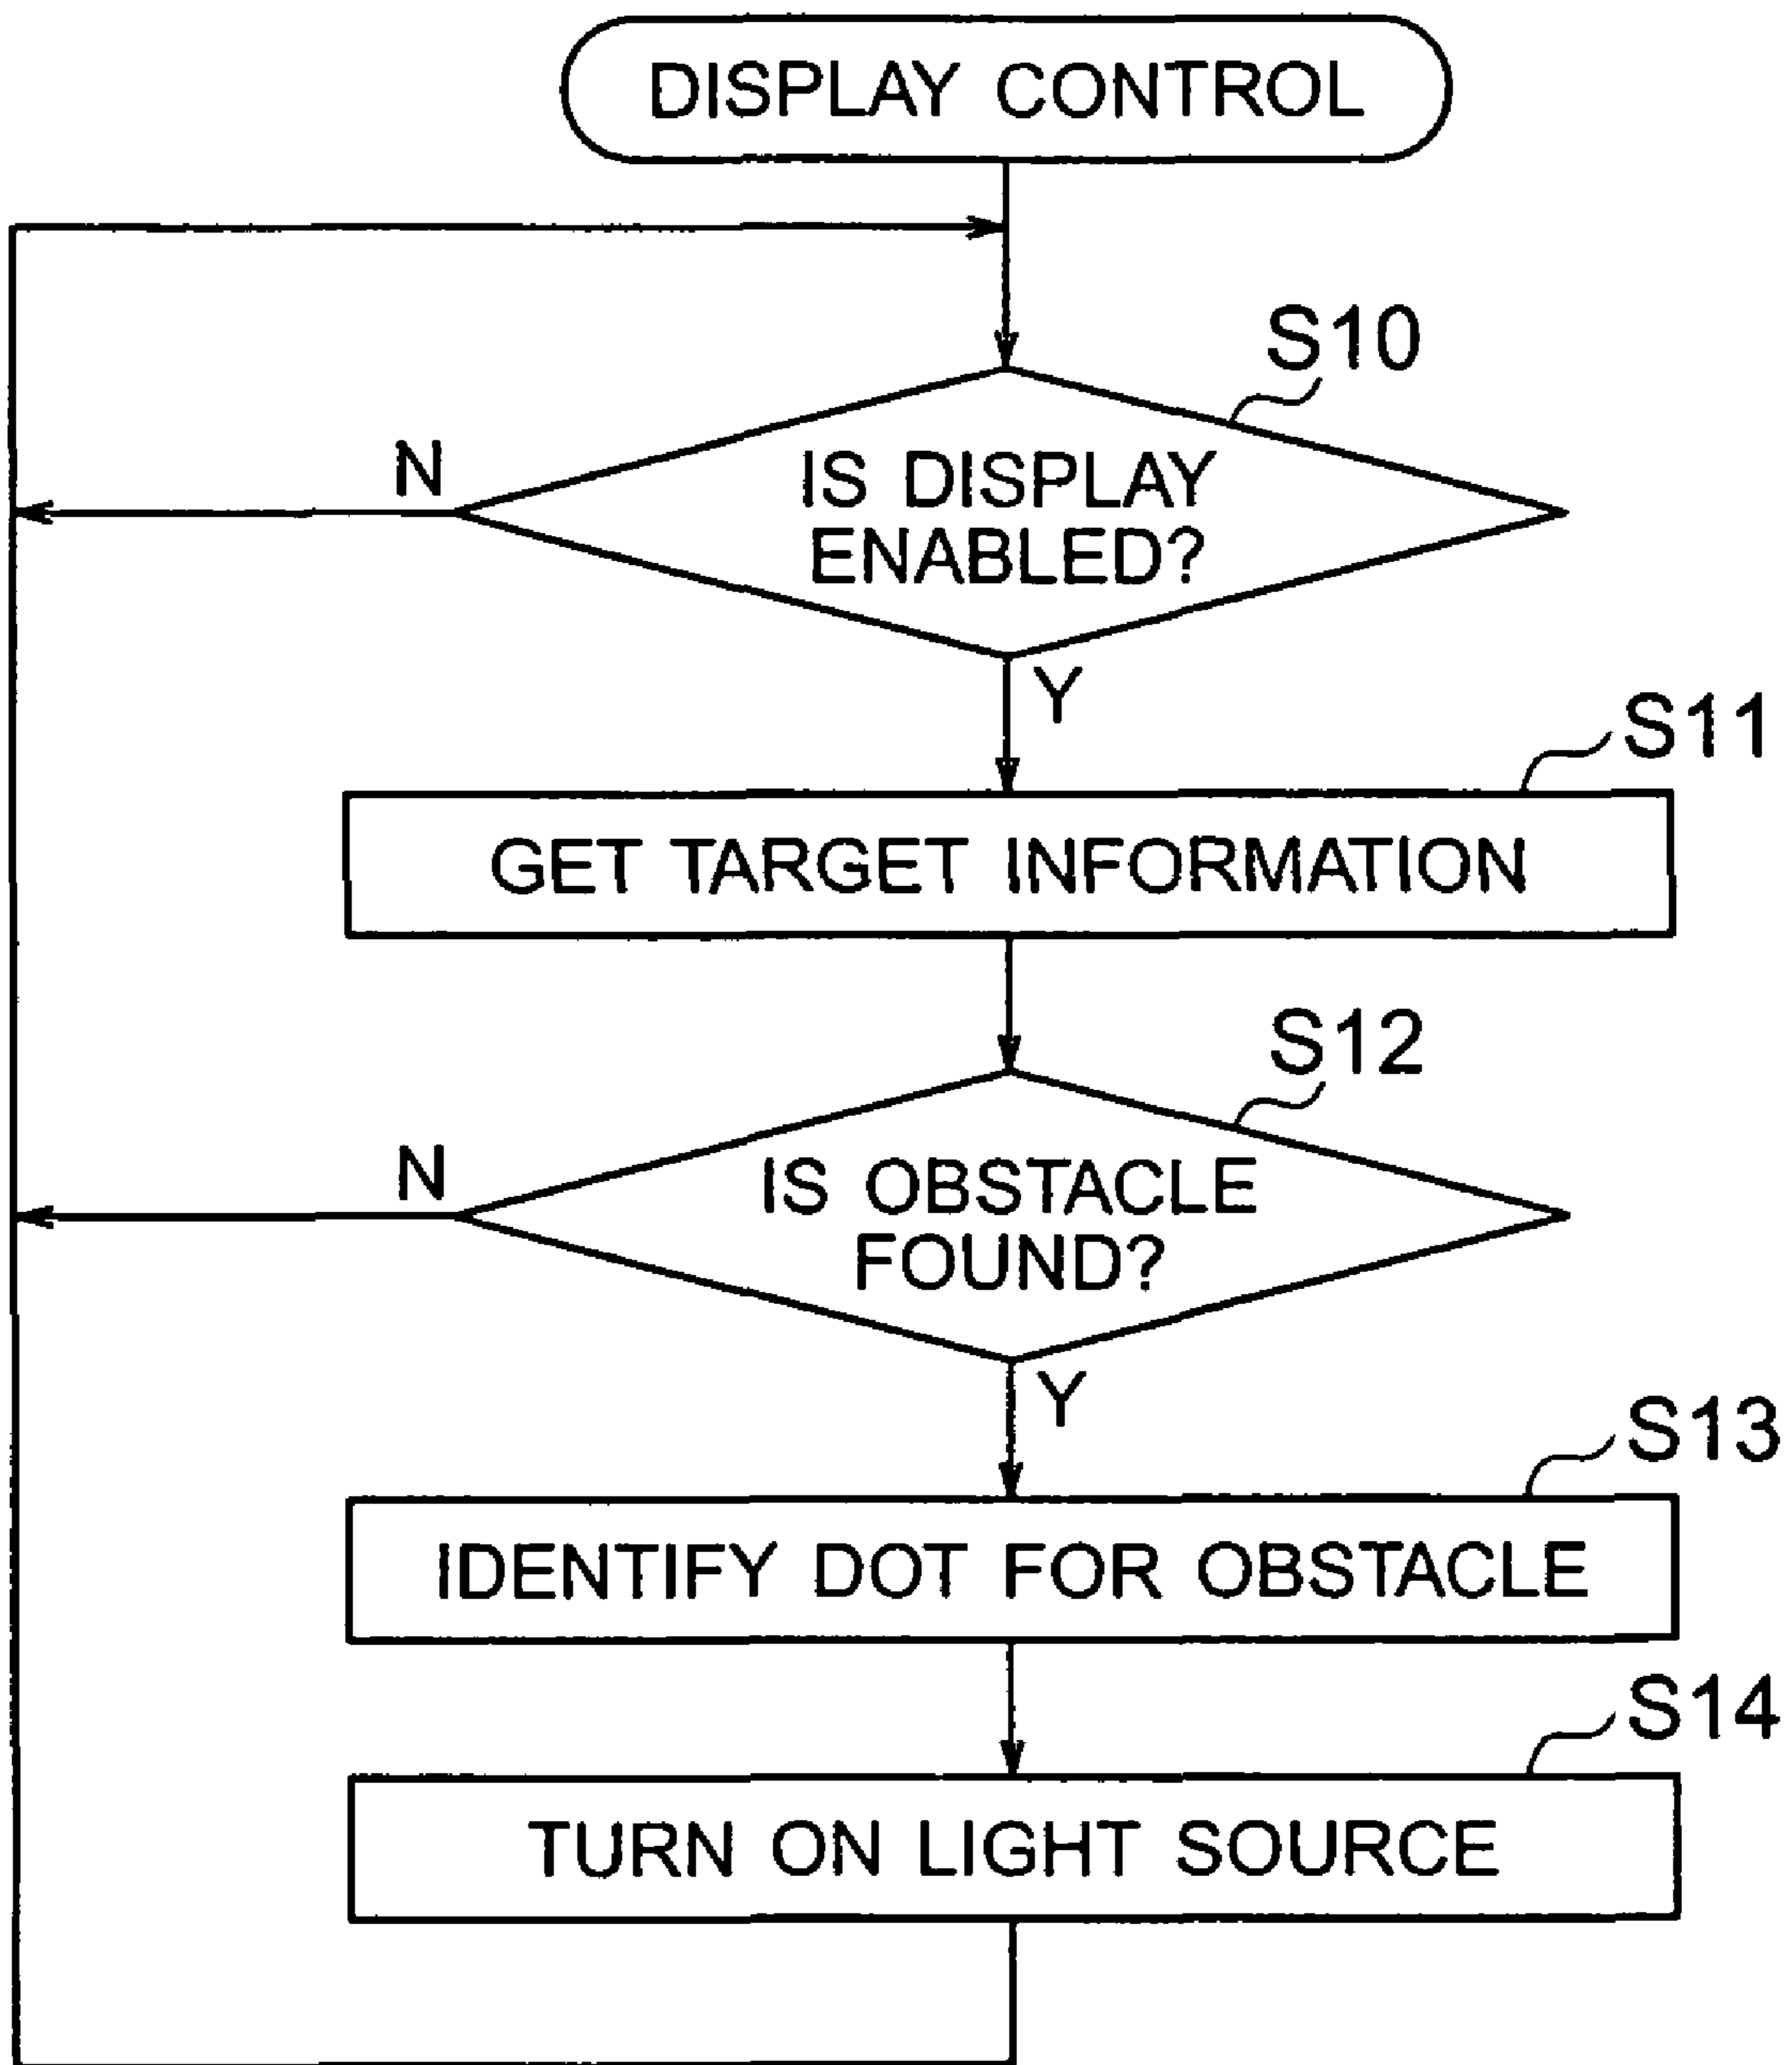 DISPLAY CONTROL
S10
N
IS DISPLAY
ENABLED?
Y
S11
GET TARGET INFORMATION
S12
N
IS OBSTACLE
FOUND?
Y
S13
IDENTIFY DOT FOR OBSTACLE
S14
TURN ON LIGHT SOURCE